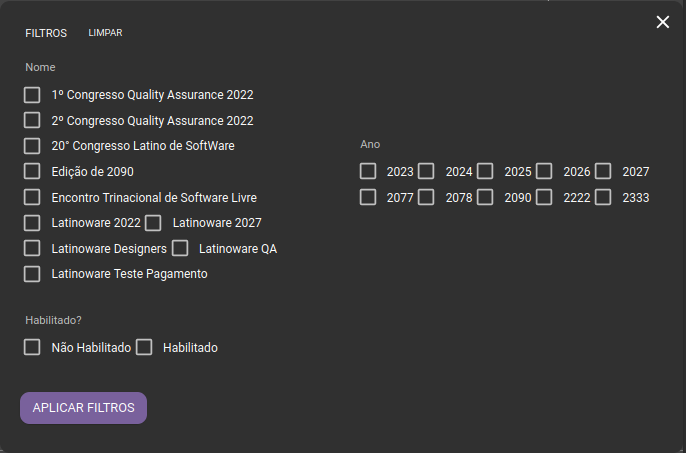 FILTROS LIMPAR
Nome
1º Congresso Quality Assurance 2022
2º Congresso Quality Assurance 2022
20° Congresso Latino de SoftWare
Edição de 2090
Encontro Trinacional de Software Livre
Latinoware 2022 Latinoware 2027
Latinoware Designers Latinoware QA
Latinoware Teste Pagamento
Ano
2023 2024 2025 2026 2027
2077 2078 2090 2222 2333
Habilitado?
Não Habilitado Habilitado
APLICAR FILTROS